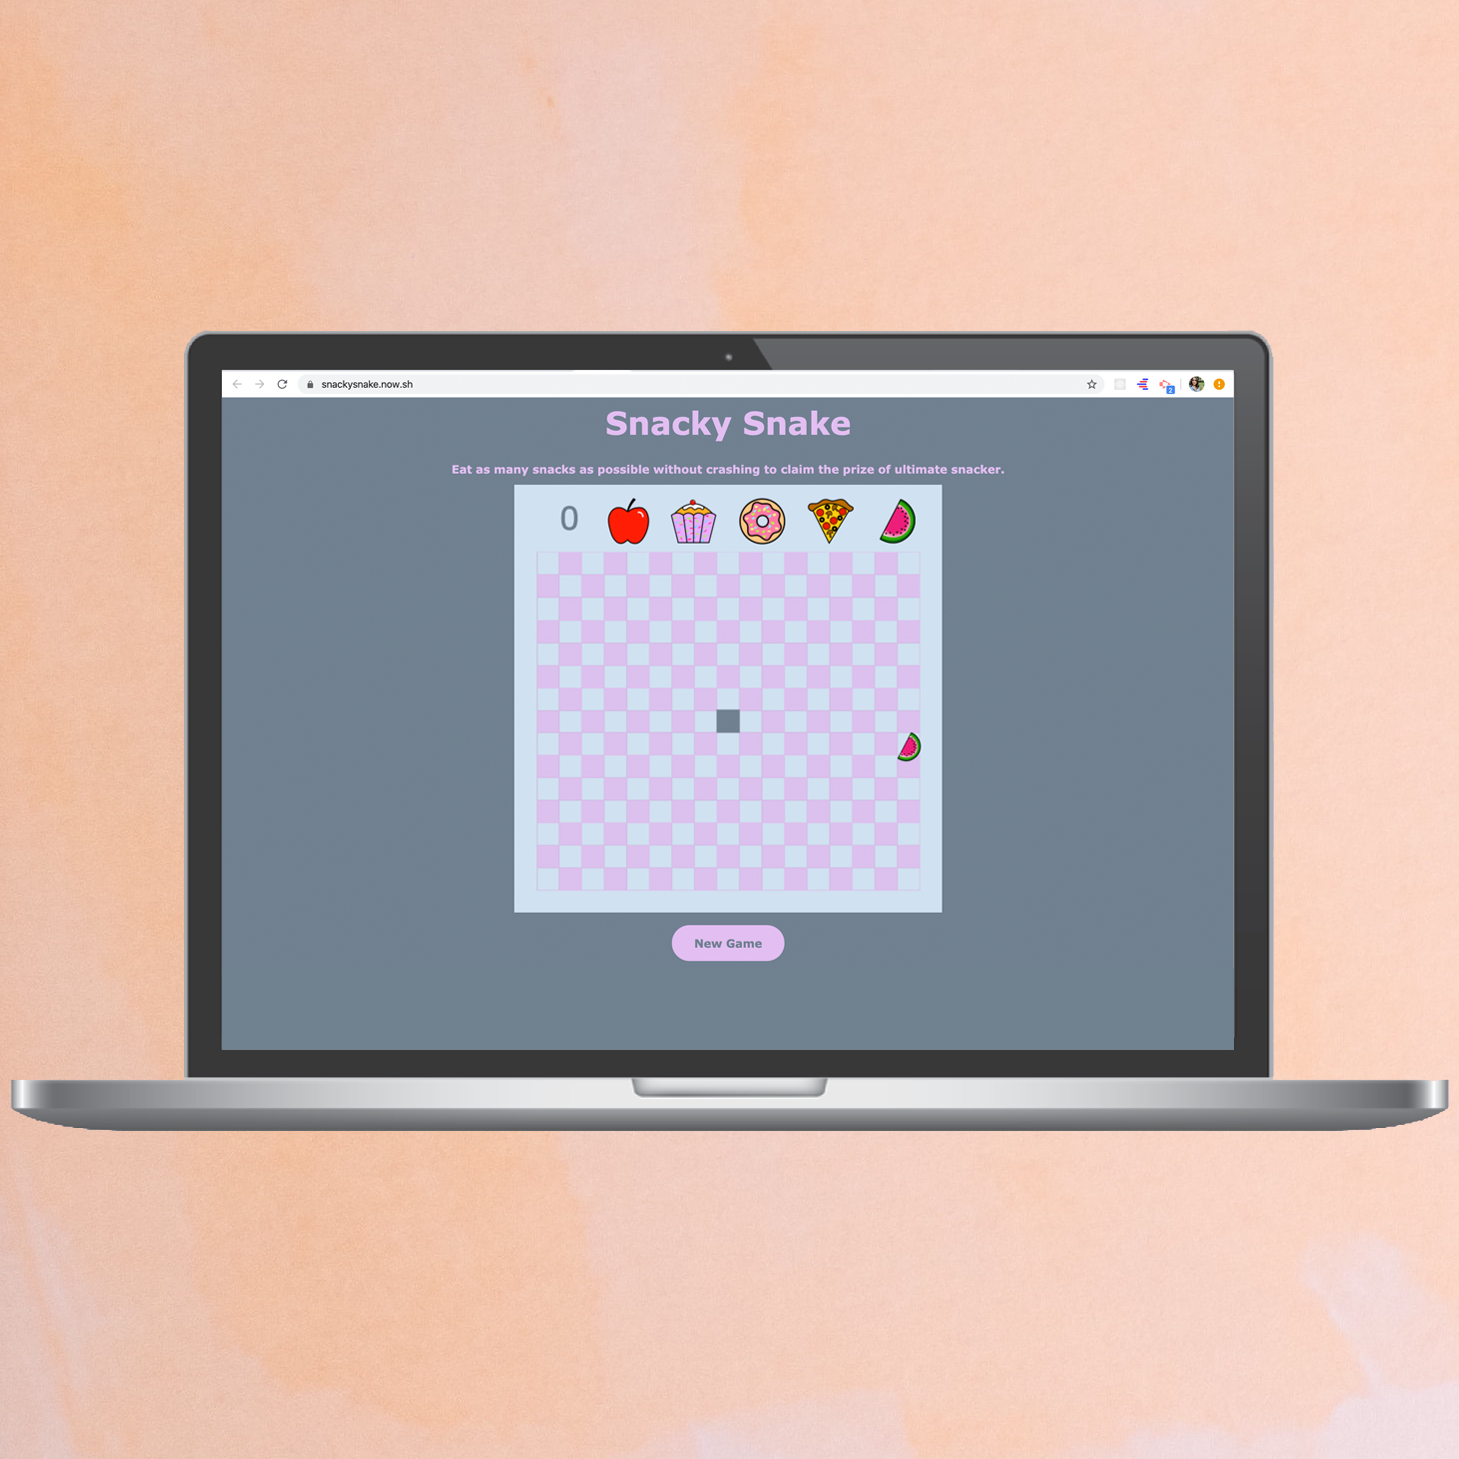 snackysnake.now.sh
2
!
Snacky Snake
Eat as many snacks as possible without crashing to claim the prize of ultimate snacker.
0
New Game